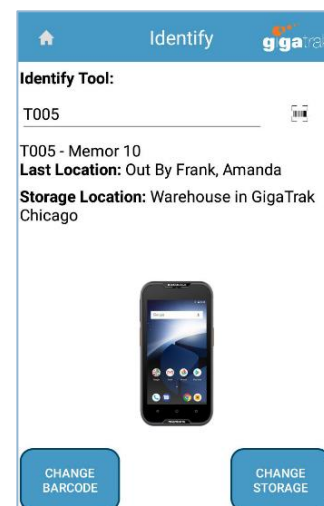 Identify
gigatrak
Identify Tool:
T005
T005 - Memor 10
Last Location: Out By Frank, Amanda
Storage Location: Warehouse in GigaTrak
Chicago
CHANGE
BARCODE
CHANGE
STORAGE